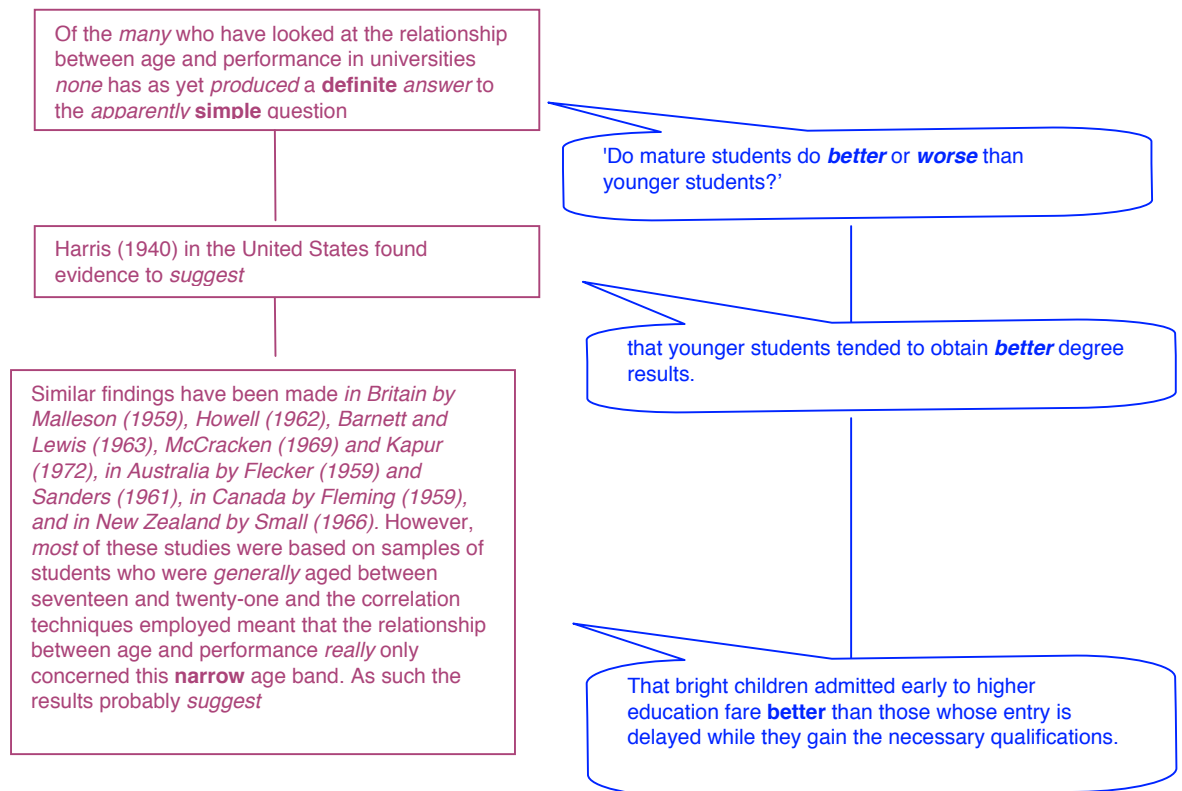 Of the many who have looked at the relationship
between age and performance in universities
none has as yet produced a definite answer to
the apparently simple question
'Do mature students do better or worse than
younger students?’
Harris (1940) in the United States found
evidence to suggest
that younger students tended to obtain better degree
results.
Similar findings have been made in Britain by
Malleson (1959), Howell (1962), Barnett and
Lewis (1963), McCracken (1969) and Kapur
(1972), in Australia by Flecker (1959) and
Sanders (1961), in Canada by Fleming (1959),
and in New Zealand by Small (1966). However,
most of these studies were based on samples of
students who were generally aged between
seventeen and twenty-one and the correlation
techniques employed meant that the relationship
between age and performance really only
concerned this narrow age band. As such the
results probably suggest
That bright children admitted early to higher
education fare better than those whose entry is
delayed while they gain the necessary qualifications.